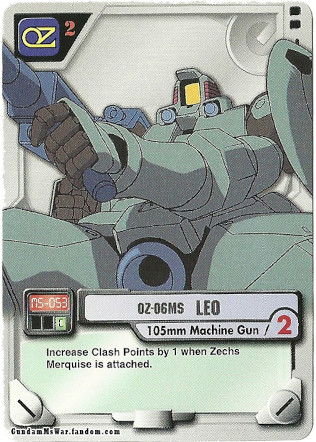 OZ 2
MS-053
C
OZ-06MS LEO
105mm Machine Gun / 2
Increase Clash Points by 1 when Zechs
Merquise is attached.
GundamMsWar.fandom.com